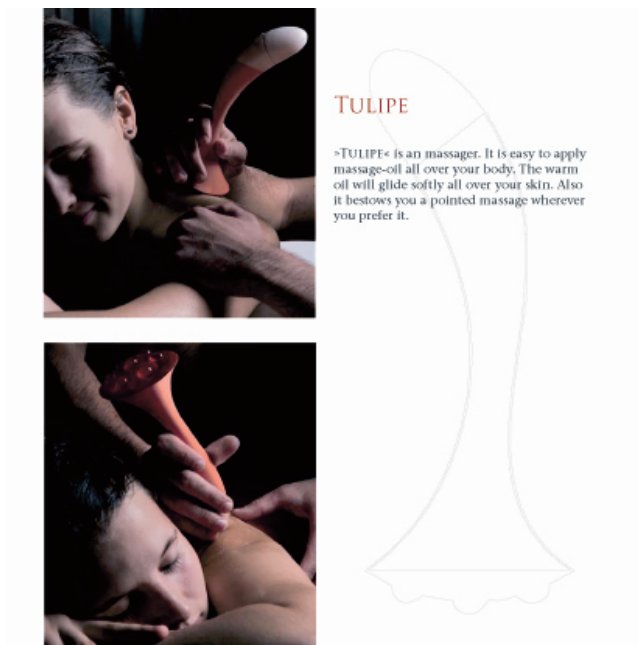 TULIPE
»TULIPE« is an massager. It is easy to apply
massage-oil all over your body. The warm
oil will glide softly all over your skin. Also
it bestows you a pointed massage wherever
you prefer it.